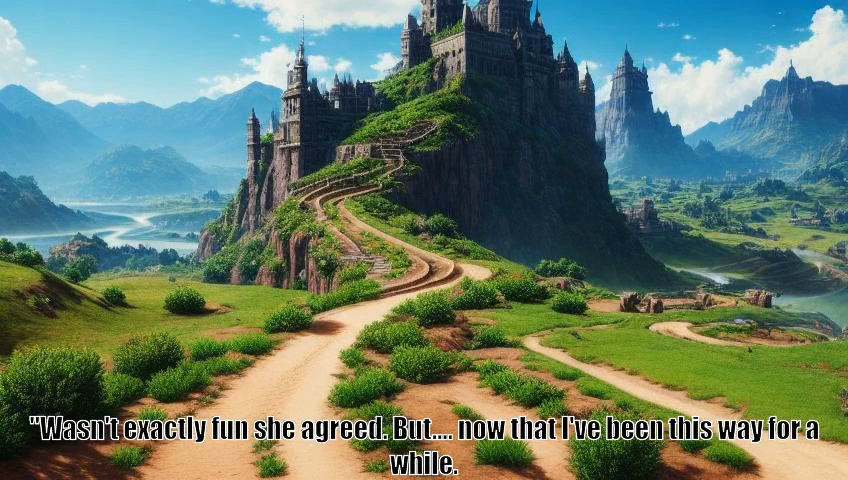 "Wasn't exactly fun she agreed. But.... now that I've been this way for a
while.